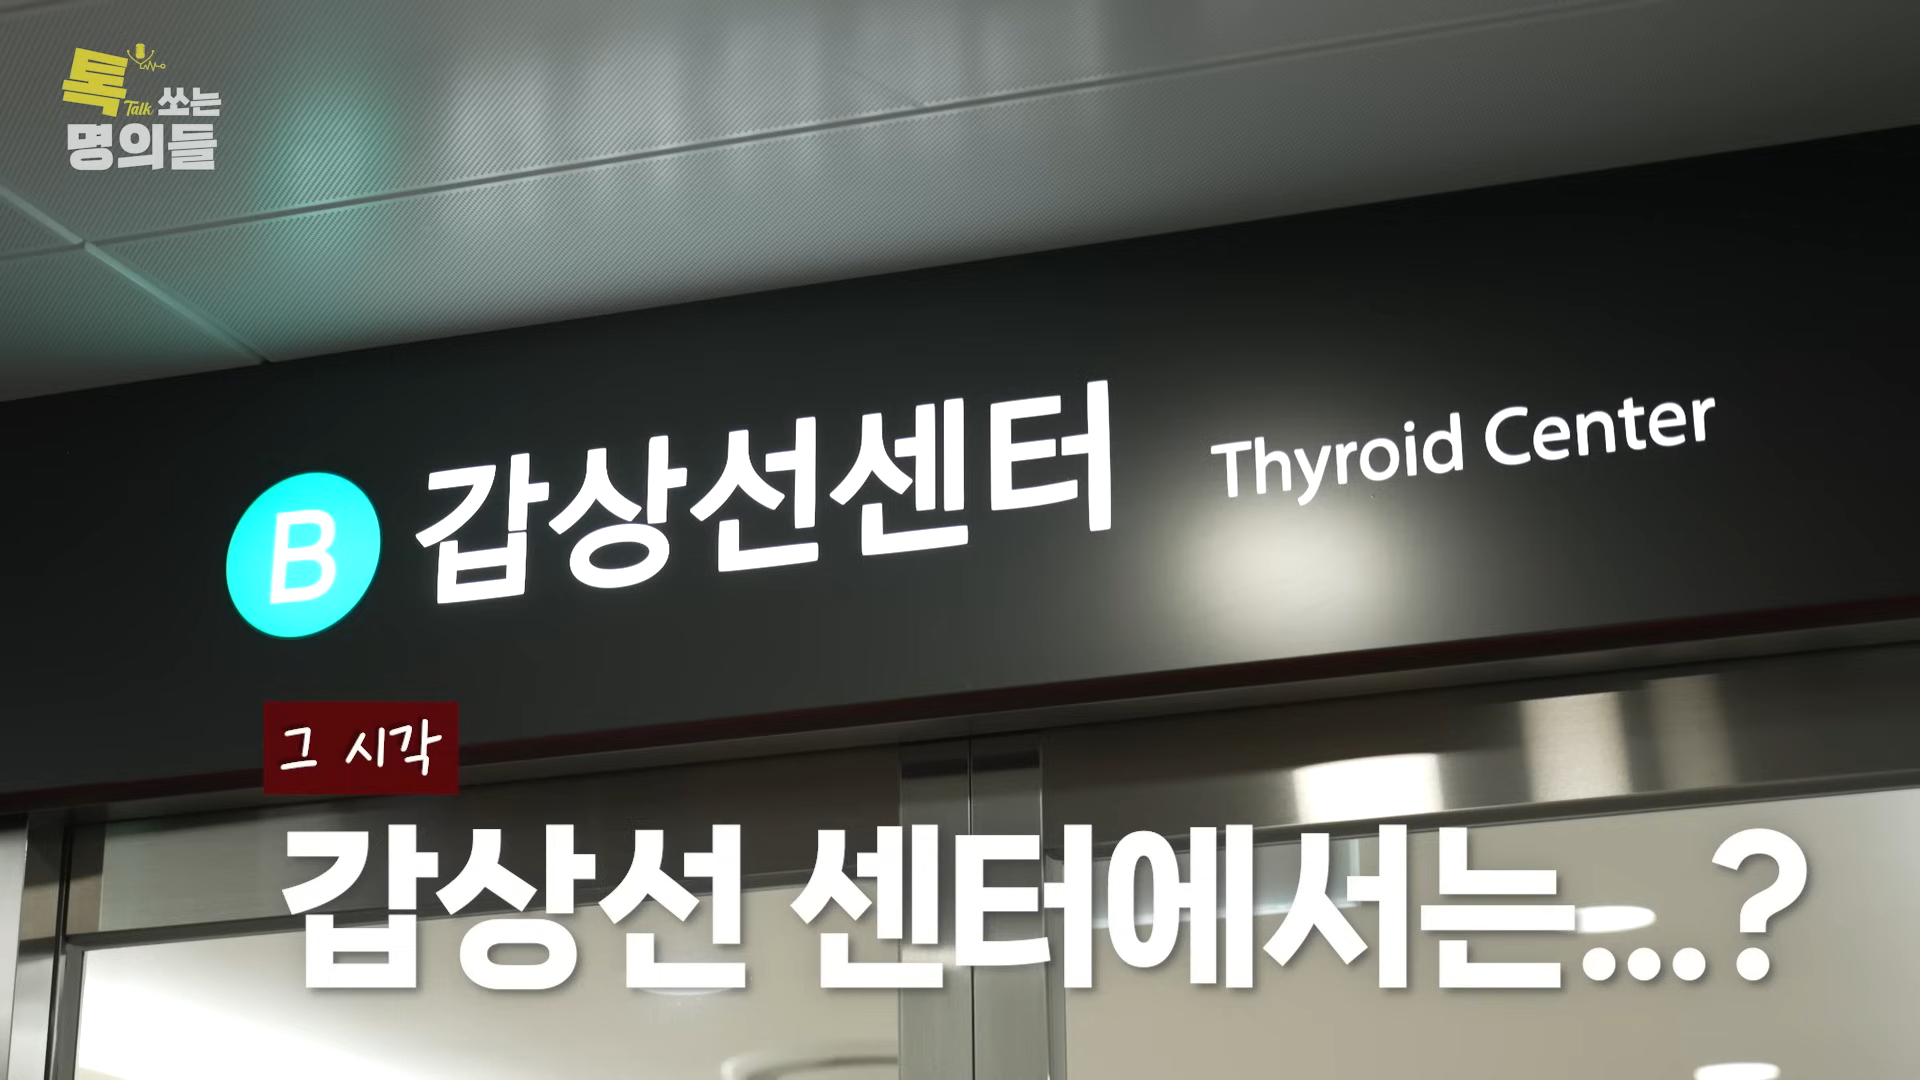 톡 Talk 쏘는
명의들
B 갑상선센터 Thyroid Center
그 시각
갑상선 센터에서는...?